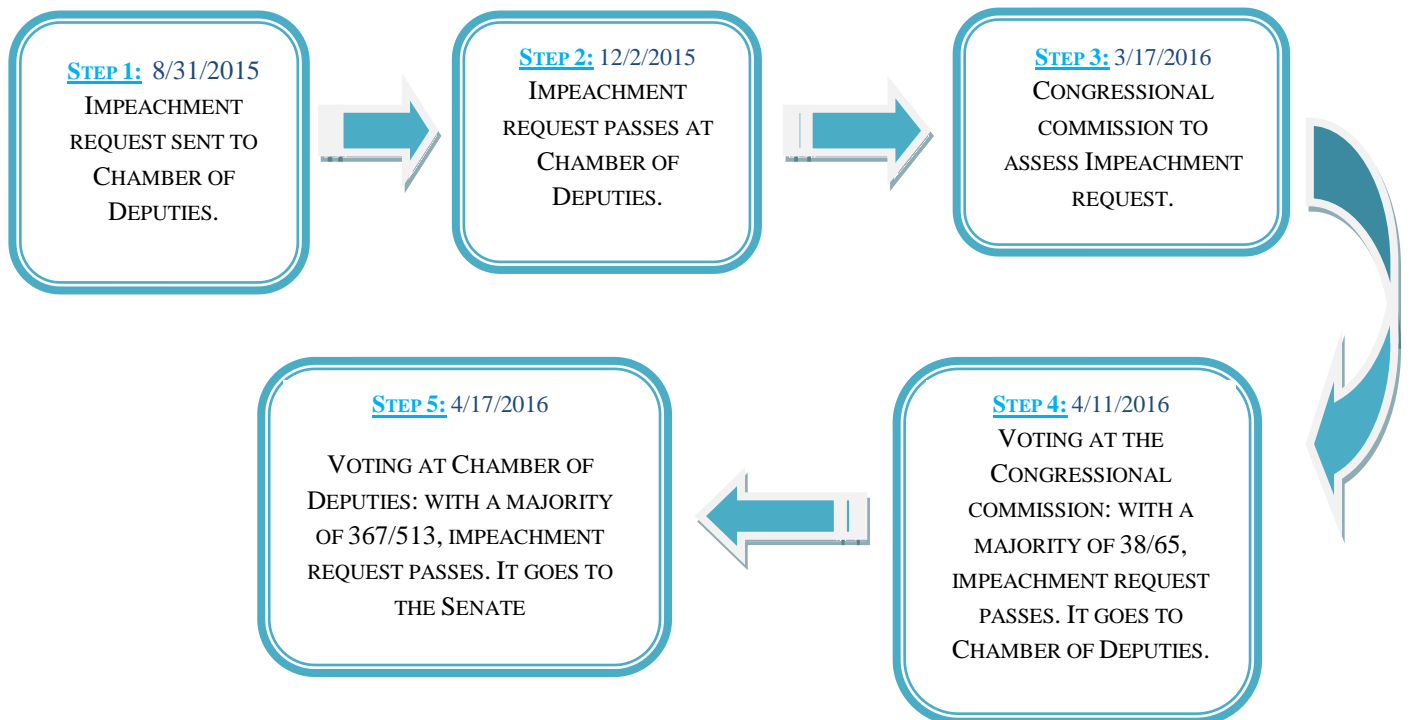 STEP 1: 8/31/2015
IMPEACHMENT
REQUEST SENT TO
CHAMBER OF
DEPUTIES.
STEP 2: 12/2/2015
IMPEACHMENT
REQUEST PASSES AT
CHAMBER OF
DEPUTIES.
STEP 3: 3/17/2016
CONGRESSIONAL
COMMISSION TO
ASSESS IMPEACHMENT
REQUEST.
STEP 4: 4/11/2016
VOTING AT THE
CONGRESSIONAL
COMMISSION: WITH A
MAJORITY OF 38/65,
IMPEACHMENT REQUEST
PASSES. IT GOES TO
CHAMBER OF DEPUTIES.
STEP 5: 4/17/2016
VOTING AT CHAMBER OF
DEPUTIES: WITH A MAJORITY
OF 367/513, IMPEACHMENT
REQUEST PASSES. IT GOES TO
THE SENATE